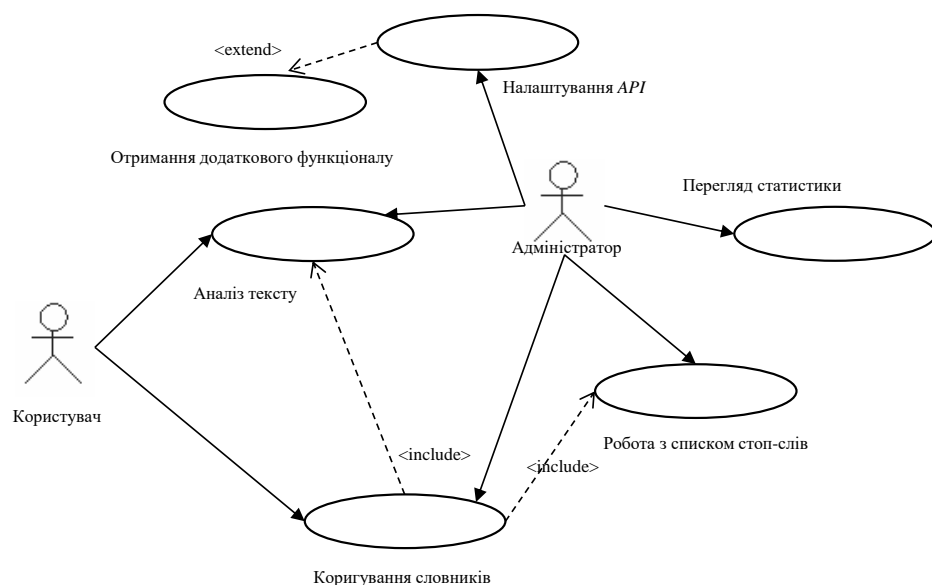 <extend>
Налаштування API
Отримання додаткового функціоналу
Перегляд статистики
Адміністратор
Аналіз тексту
Користувач
Робота з списком стоп-слів
<include>
<include>
Коригування словників